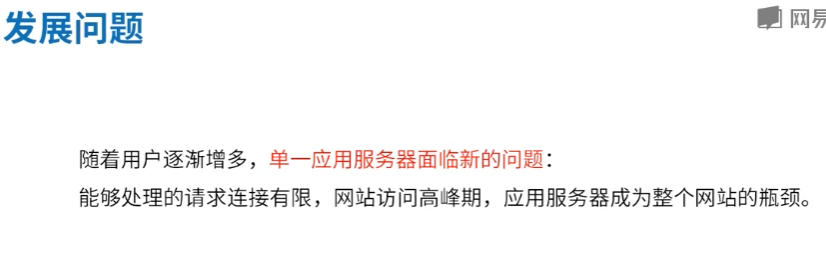 发展问题
网易
随着用户逐渐增多，单一应用服务器面临新的问题：
能够处理的请求连接有限，网站访问高峰期，应用服务器成为整个网站的瓶颈。